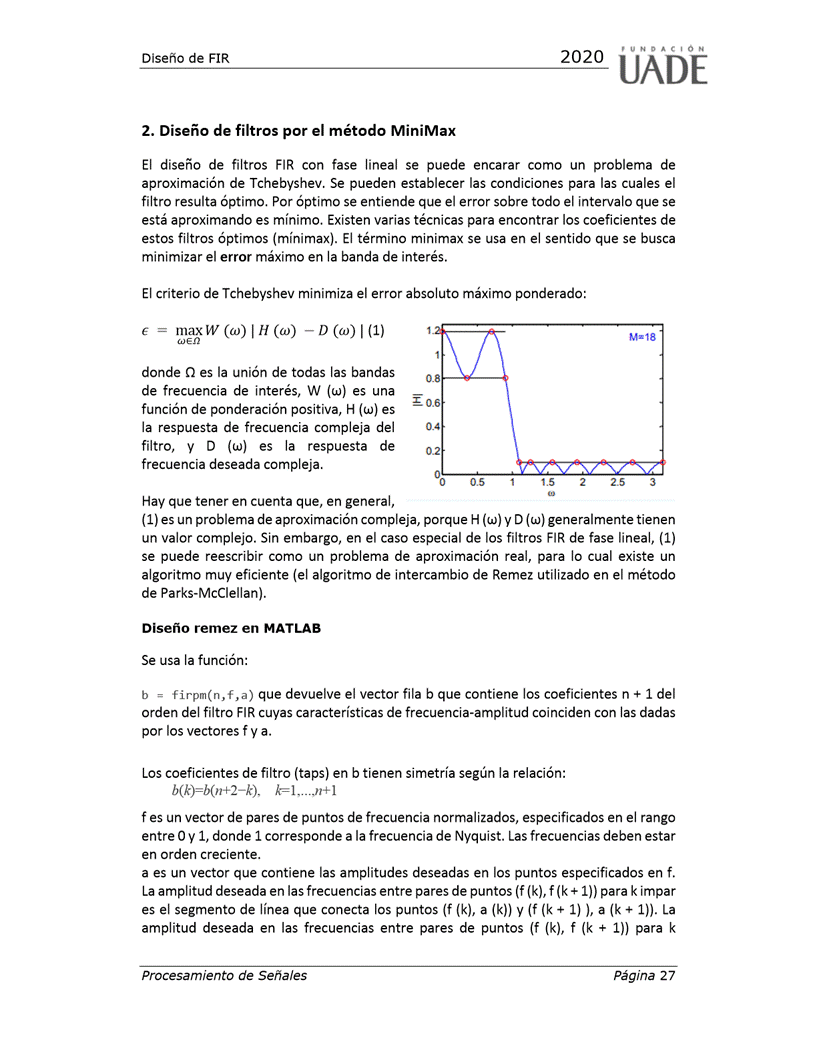 Diseño de FIR 2020 FUNDACIÓN UADE
2. Diseño de filtros por el método MiniMax
El diseño de filtros FIR con fase lineal se puede encarar como un problema de
aproximación de Tchebyshev. Se pueden establecer las condiciones para las cuales el
filtro resulta óptimo. Por óptimo se entiende que el error sobre todo el intervalo que se
está aproximando es mínimo. Existen varias técnicas para encontrar los coeficientes de
estos filtros óptimos (mínimax). El término minimax se usa en el sentido que se busca
minimizar el error máximo en la banda de interés.
El criterio de Tchebyshev minimiza el error absoluto máximo ponderado:
ϵ = max W (ω) | H (ω) − D (ω) | (1)
ω∈Ω
donde Ω es la unión de todas las bandas
de frecuencia de interés, W (ω) es una
función de ponderación positiva, H (ω) es
la respuesta de frecuencia compleja del
filtro, y D (ω) es la respuesta de
frecuencia deseada compleja.
1.2
1
0.8
0.6
0.4
0.2
0
|H|
M=18
0 0.5 1 1.5 2 2.5 3
ω
Hay que tener en cuenta que, en general,
(1) es un problema de aproximación compleja, porque H (ω) y D (ω) generalmente tienen
un valor complejo. Sin embargo, en el caso especial de los filtros FIR de fase lineal, (1)
se puede reescribir como un problema de aproximación real, para lo cual existe un
algoritmo muy eficiente (el algoritmo de intercambio de Remez utilizado en el método
de Parks-McClellan).
Diseño remez en MATLAB
Se usa la función:
b = firpm(n,f,a) que devuelve el vector fila b que contiene los coeficientes n + 1 del
orden del filtro FIR cuyas características de frecuencia-amplitud coinciden con las dadas
por los vectores f y a.
Los coeficientes de filtro (taps) en b tienen simetría según la relación:
b(k)=b(n+2−k), k=1,...,n+1
f es un vector de pares de puntos de frecuencia normalizados, especificados en el rango
entre 0 y 1, donde 1 corresponde a la frecuencia de Nyquist. Las frecuencias deben estar
en orden creciente.
a es un vector que contiene las amplitudes deseadas en los puntos especificados en f.
La amplitud deseada en las frecuencias entre pares de puntos (f (k), f (k + 1)) para k impar
es el segmento de línea que conecta los puntos (f (k), a (k)) y (f (k + 1) ), a (k + 1)). La
amplitud deseada en las frecuencias entre pares de puntos (f (k), f (k + 1)) para k
Procesamiento de Señales Página 27